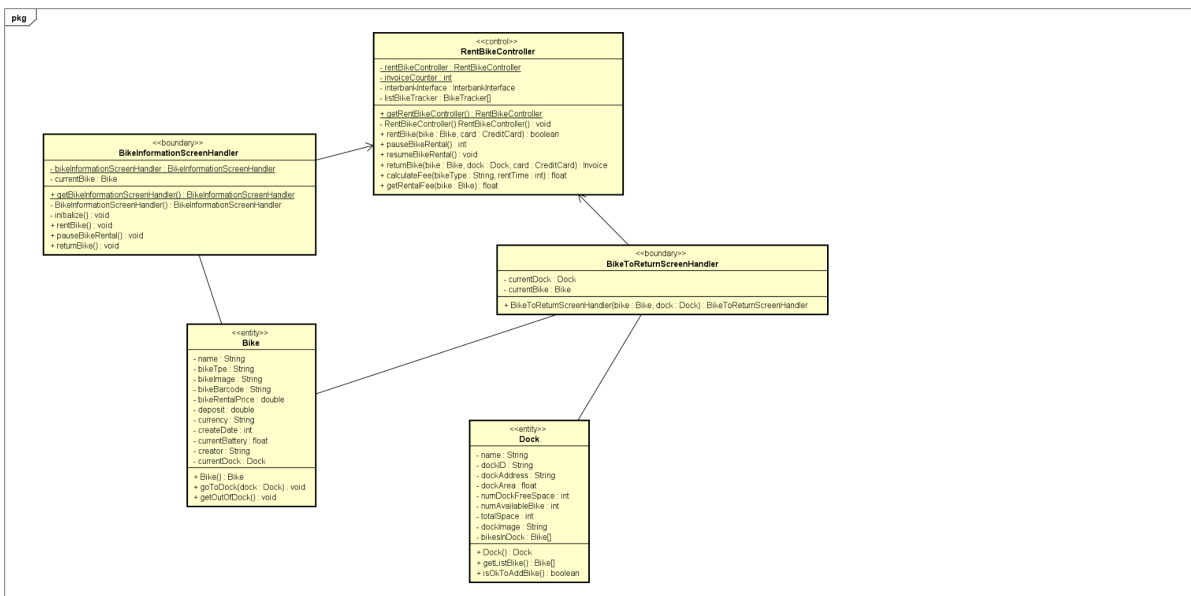 pkg
<<control>>
RentBikeController
- rentBikeController : RentBikeController
- invoiceCounter : int
- interbankInterface : InterbankInterface
- listBikeTracker : BikeTracker[]
+ getRentBikeController() : RentBikeController
- RentBikeController():RentBikeController() : void
+ rentBike(bike : Bike, card : CreditCard) : boolean
+ pauseBikeRental() : int
+ resumeBikeRental() : void
+ returnBike(bike : Bike, dock : Dock, card : CreditCard) : Invoice
+ calculateFee(bikeType : String, rentTime : int) : float
+ getRentalFee(bike : Bike) : float
<<boundary>>
BikeInformationScreenHandler
- bikeInformationScreenHandler : BikeInformationScreenHandler
- currentBike : Bike
+ getBikeInformationScreenHandler() : BikeInformationScreenHandler
- BikeInformationScreenHandler() : BikeInformationScreenHandler
- initialize() : void
+ rentBike() : void
+ pauseBikeRental() : void
+ returnBike() : void
<<boundary>>
BikeToReturnScreenHandler
- currentDock : Dock
- currentBike : Bike
+ BikeToReturnScreenHandler(bike : Bike, dock : Dock) : BikeToReturnScreenHandler
<<entity>>
Bike
- name : String
- bikeTpe : String
- bikeImage : String
- bikeBarcode : String
- bikeRentalPrice : double
- deposit : double
- currency : String
- createDate : int
- currentBattery : float
- creator : String
- currentDock : Dock
+ Bike() : Bike
+ goToDock(dock : Dock) : void
+ getOutOfDock() : void
<<entity>>
Dock
- name : String
- dockID : String
- dockAddress : String
- dockArea : float
- numDockFreeSpace : int
- numAvailableBike : int
- totalSpace : int
- dockImage : String
- bikesInDock : Bike[]
+ Dock() : Dock
+ getListBike() : Bike[]
+ isOkToAddBike() : boolean